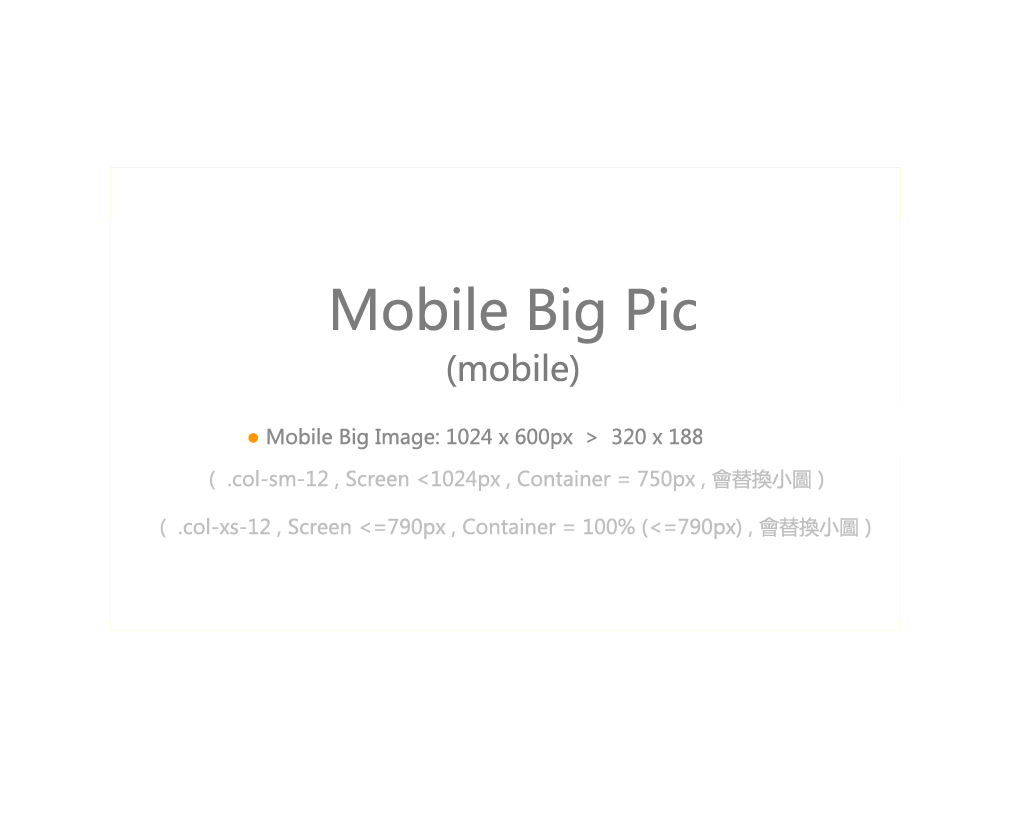 Mobile Big Pic
(mobile)
● Mobile Big Image: 1024 x 600px > 320 x 188
( .col-sm-12 , Screen <1024px , Container = 750px , 會替換小圖 )
( .col-xs-12 , Screen <=790px , Container = 100% (<=790px) , 會替換小圖 )